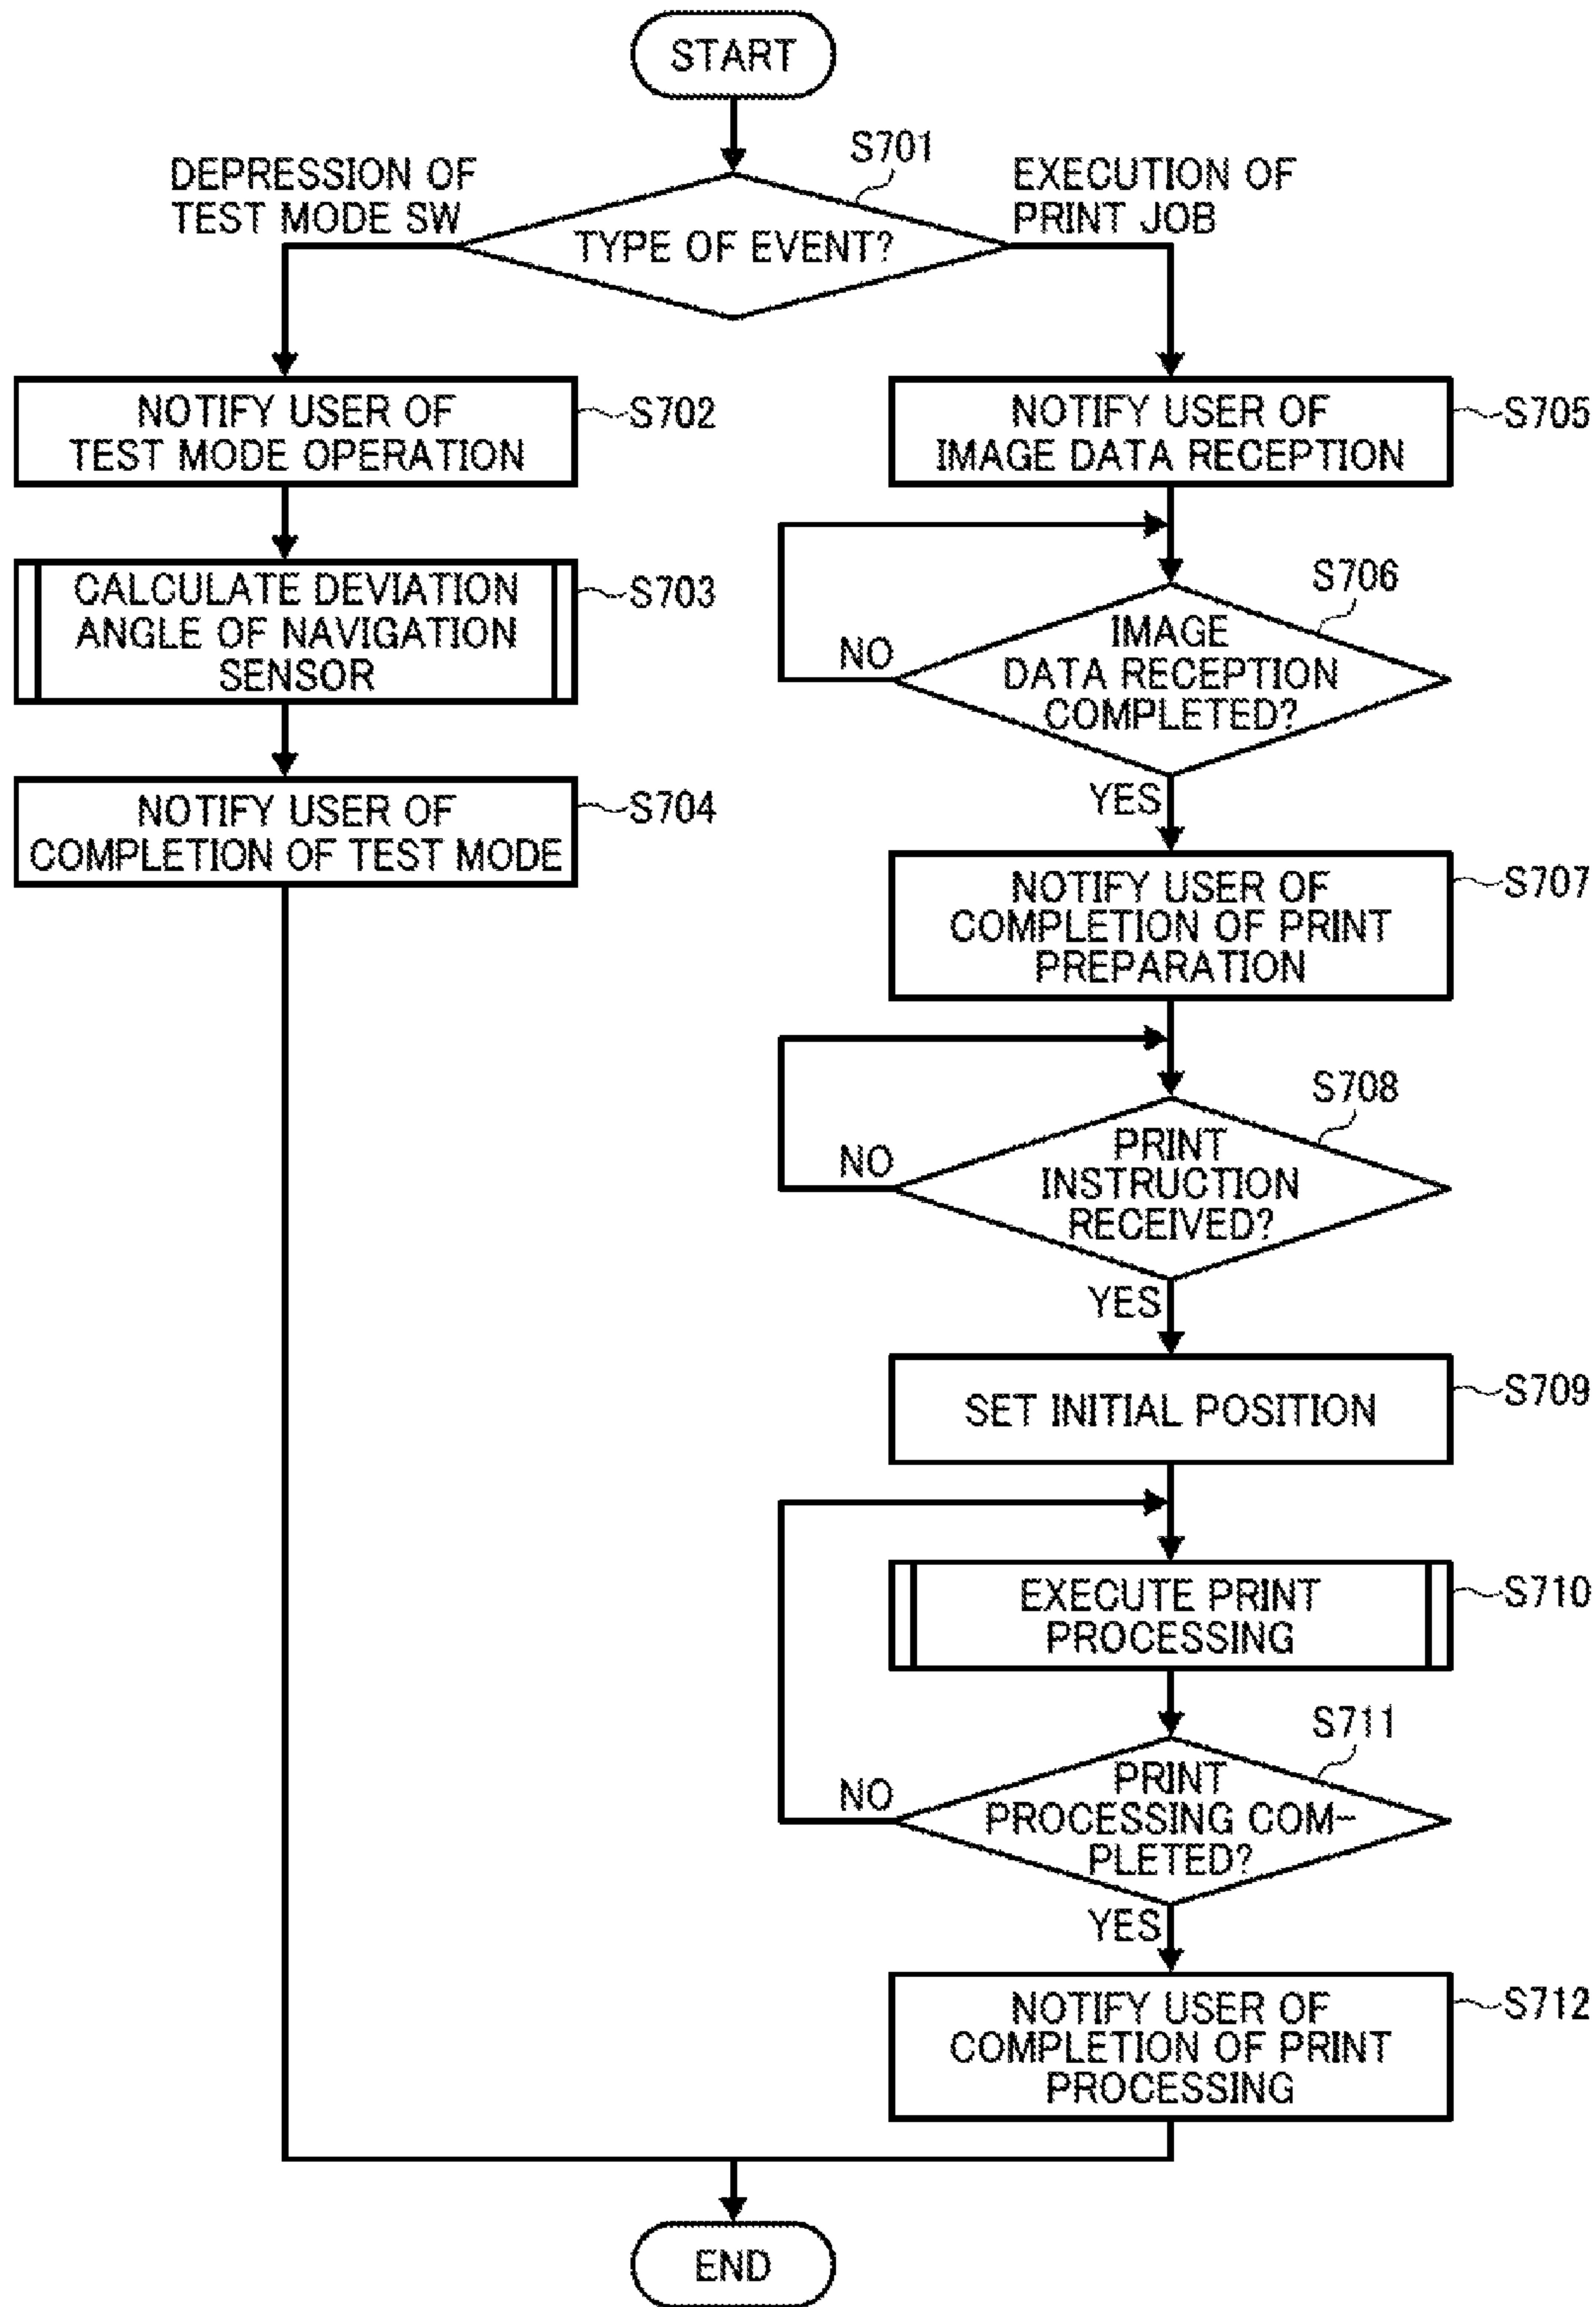 START
S701
DEPRESSION OF
TEST MODE SW
EXECUTION OF
PRINT JOB
TYPE OF EVENT?
NOTIFY USER OF
TEST MODE OPERATION
S702
CALCULATE DEVIATION
ANGLE OF NAVIGATION
SENSOR
S703
NOTIFY USER OF
COMPLETION OF TEST MODE
S704
NOTIFY USER OF
IMAGE DATA RECEPTION
S705
S706
IMAGE
DATA RECEPTION
COMPLETED?
NO
YES
NOTIFY USER OF
COMPLETION OF PRINT
PREPARATION
S707
S708
PRINT
INSTRUCTION
RECEIVED?
NO
YES
SET INITIAL POSITION
S709
EXECUTE PRINT
PROCESSING
S710
S711
PRINT
PROCESSING COM-
PLETED?
NO
YES
NOTIFY USER OF
COMPLETION OF PRINT
PROCESSING
S712
END